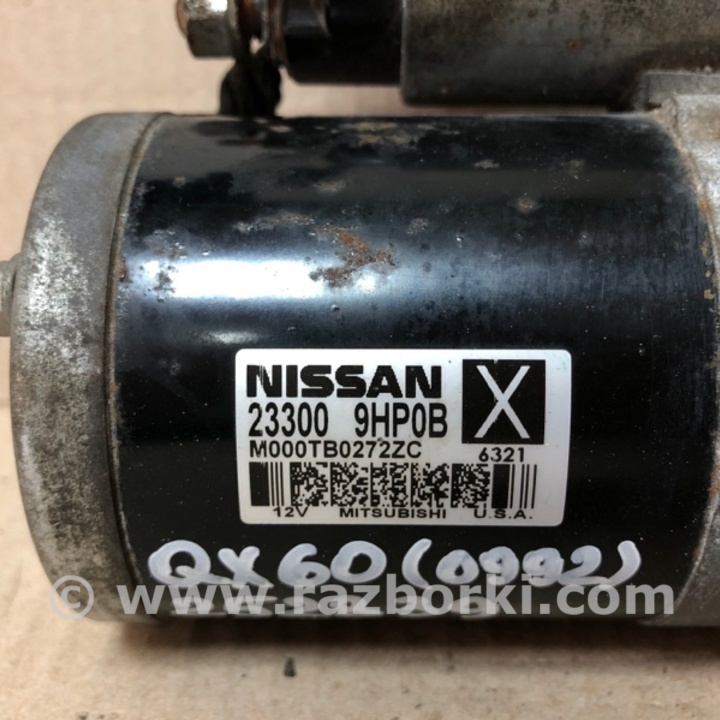 NISSAN X
23300 9HP0B
M000TB0272ZC 6321
12V MITSUBISHI U.S.A.
QX60(0992)
© www.razborki.com